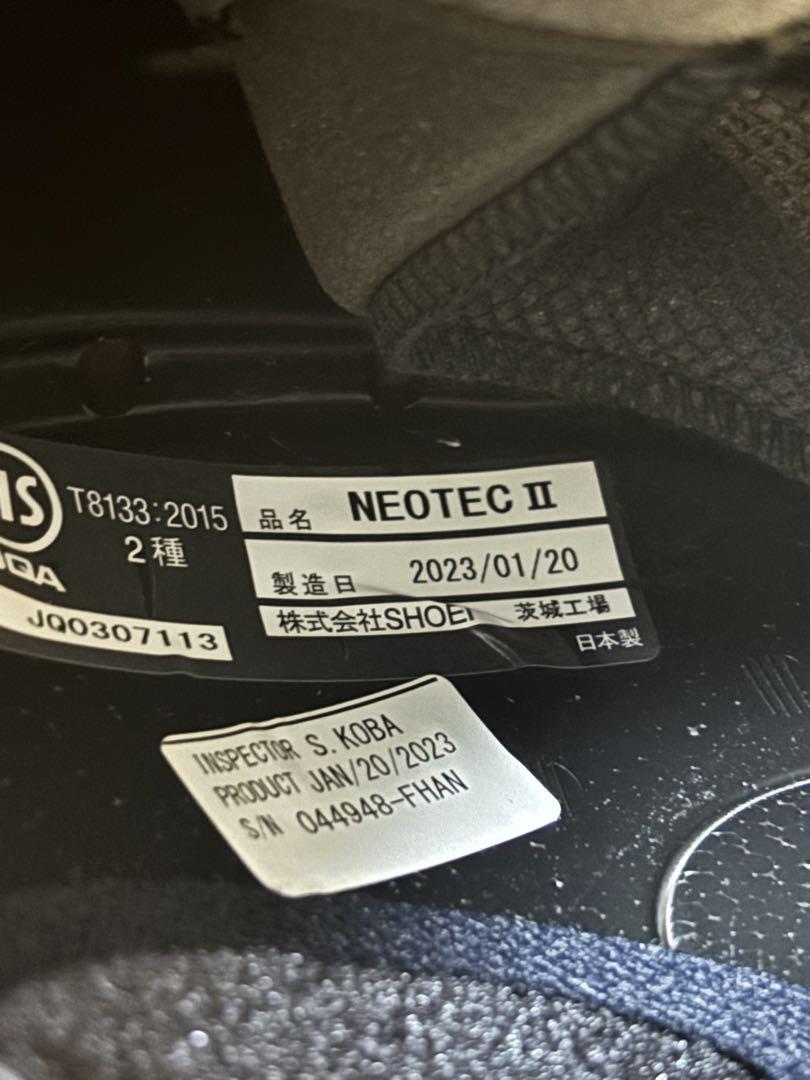 T8133:2015
2種
JQ0307113
品名 NEOTEC II
製造日 2023/01/20
株式会社SHOEI 茨城工場
日本製
INSPECTOR S. KOBA
PRODUCT JAN/20/2023
S/N 044948-FHAN